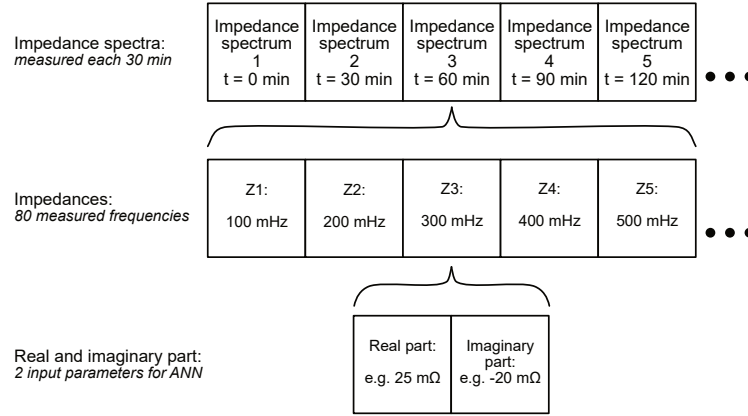 Impedance spectra:
measured each 30 min
Impedance
spectrum
1
t = 0 min
Impedance
spectrum
2
t = 30 min
Impedance
spectrum
3
t = 60 min
Impedance
spectrum
4
t = 90 min
Impedance
spectrum
5
t = 120 min
Impedances:
80 measured frequencies
Z1:
100 mHz
Z2:
200 mHz
Z3:
300 mHz
Z4:
400 mHz
Z5:
500 mHz
Real and imaginary part:
2 input parameters for ANN
Real part:
e.g. 25 mΩ
Imaginary
part:
e.g. -20 mΩ